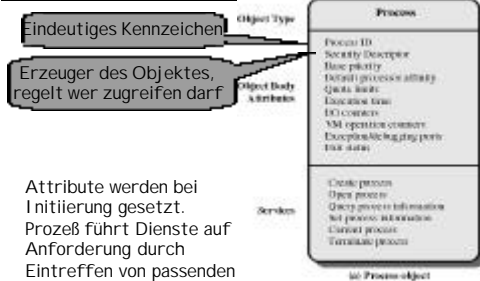 Eindeutiges Kennzeichen
Erzeuger des Objektes,
regelt wer zugreifen darf
Attribute werden bei
Initiierung gesetzt.
Prozeß führt Dienste auf
Anforderung durch
Eintreffen von passenden
Object Type
Object Body
Attributes
Services
Process
Process ID
Security Descriptor
Base priority
Default processor affinity
Quota limits
Execution time
I/O counters
VM operation counters
Exception/debugging ports
Exit status
Create process
Open process
Query process information
Set process information
Current process
Terminate process
(a) Process object